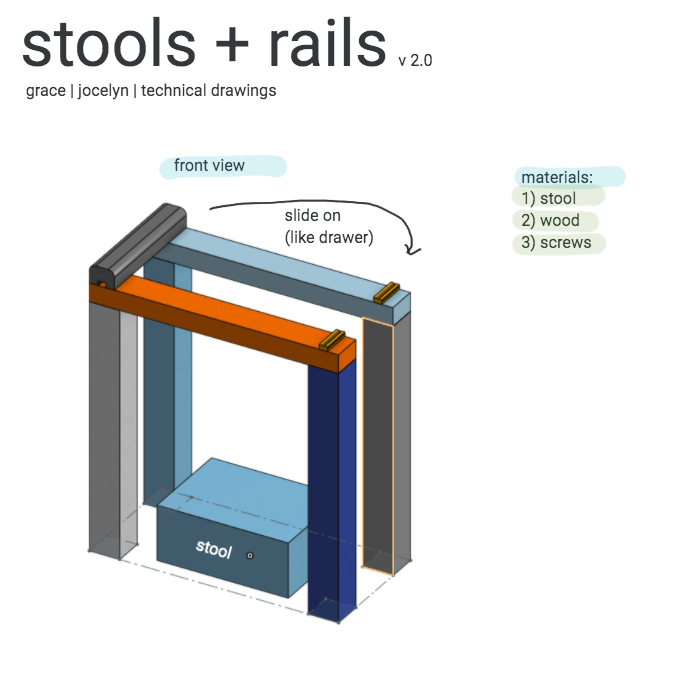 stools + rails v 2.0
grace | jocelyn | technical drawings
front view
slide on
(like drawer)
materials:
1) stool
2) wood
3) screws
stool